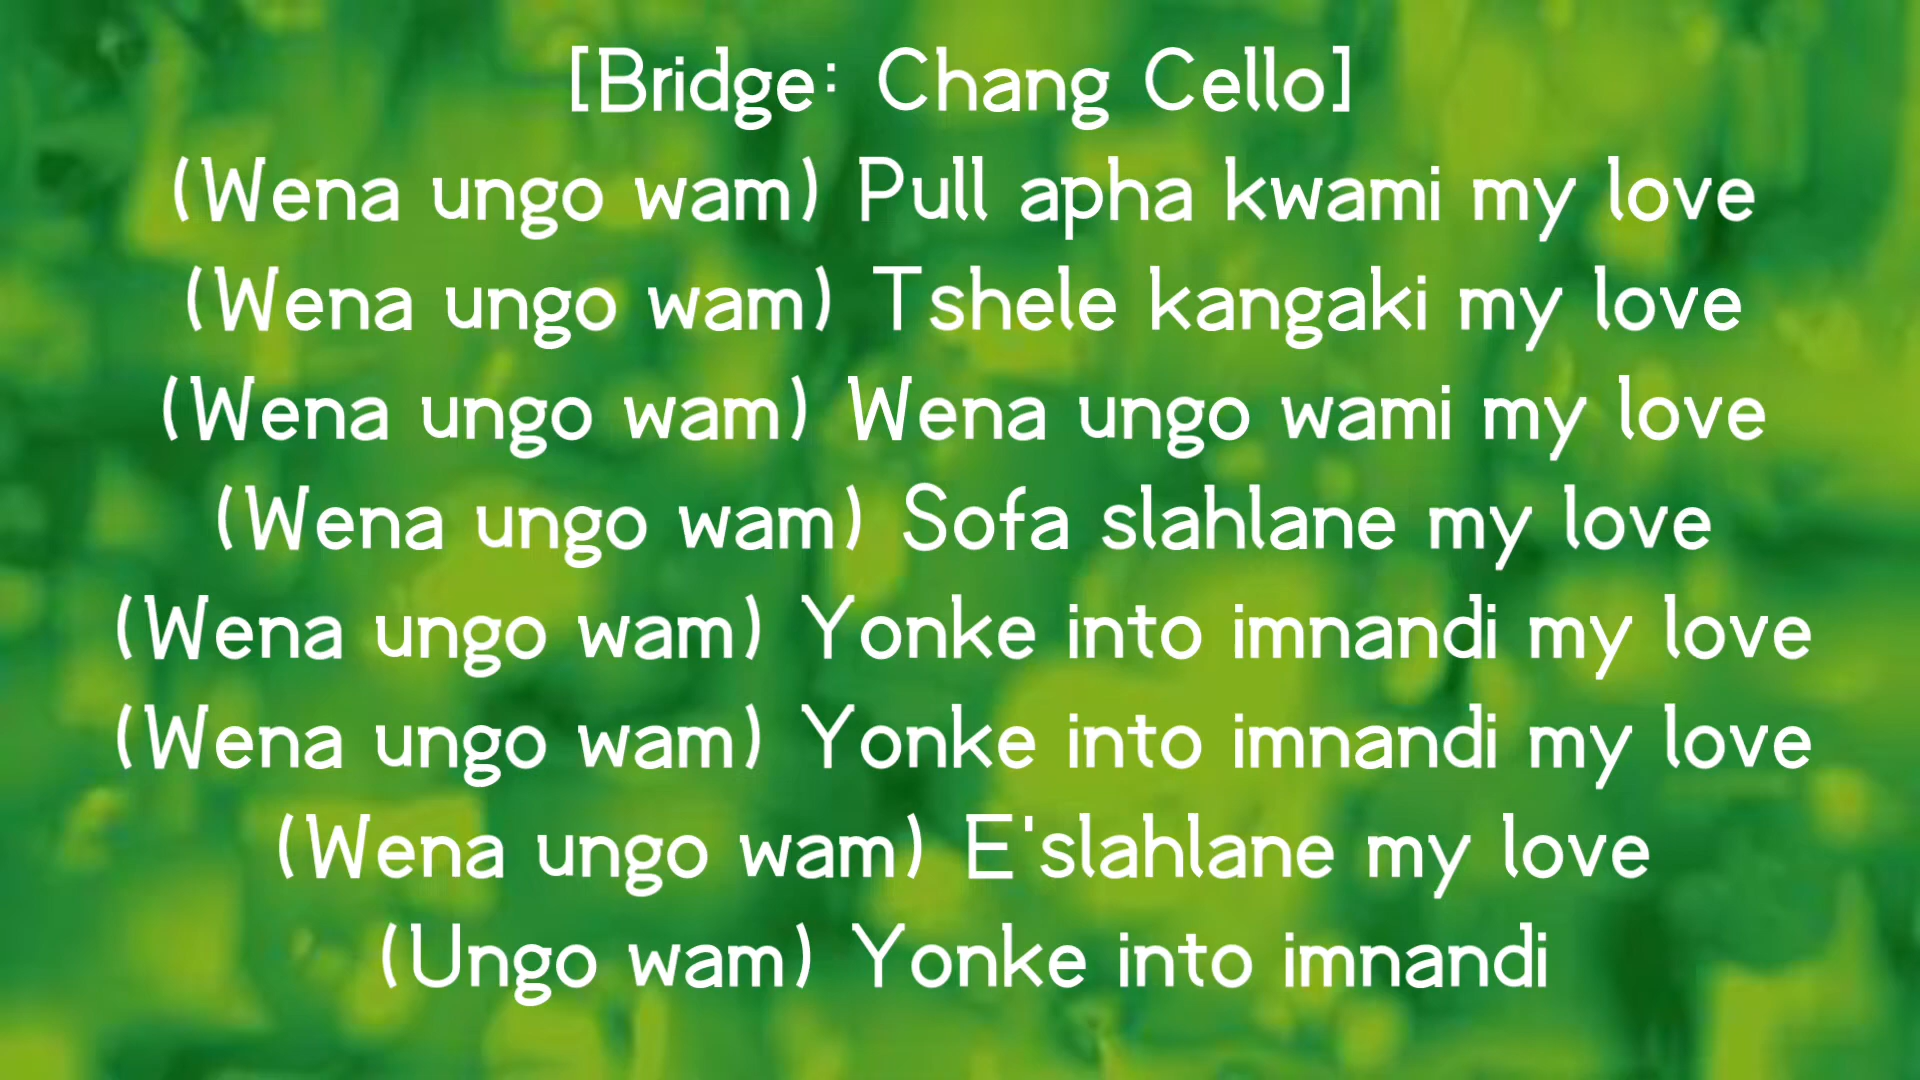 [Bridge: Chang Cello]
(Wena ungo wam) Pull apha kwami my love
(Wena ungo wam) Tshele kangaki my love
(Wena ungo wam) Wena ungo wami my love
(Wena ungo wam) Sofa slahlane my love
(Wena ungo wam) Yonke into imnandi my love
(Wena ungo wam) Yonke into imnandi my love
(Wena ungo wam) E'slahlane my love
(Ungo wam) Yonke into imnandi